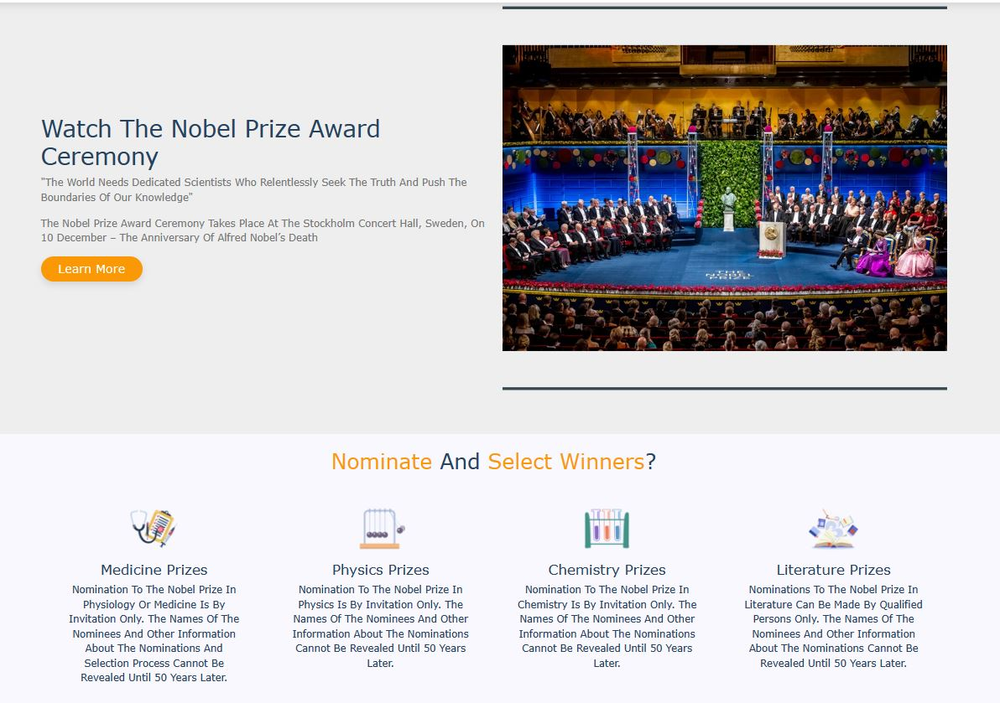 Watch The Nobel Prize Award
Ceremony
"The World Needs Dedicated Scientists Who Relentlessly Seek The Truth And Push The
Boundaries Of Our Knowledge"
The Nobel Prize Award Ceremony Takes Place At The Stockholm Concert Hall, Sweden, On
10 December – The Anniversary Of Alfred Nobel’s Death
Learn More
THE
NOBEL
PRIZE
Nominate And Select Winners?
Medicine Prizes
Nomination To The Nobel Prize In
Physiology Or Medicine Is By
Invitation Only. The Names Of The
Nominees And Other Information
About The Nominations And
Selection Process Cannot Be
Revealed Until 50 Years Later.
Physics Prizes
Nomination To The Nobel Prize In
Physics Is By Invitation Only. The
Names Of The Nominees And Other
Information About The Nominations
Cannot Be Revealed Until 50 Years
Later.
Chemistry Prizes
Nomination To The Nobel Prize In
Chemistry Is By Invitation Only. The
Names Of The Nominees And Other
Information About The Nominations
Cannot Be Revealed Until 50 Years
Later.
Literature Prizes
Nominations To The Nobel Prize In
Literature Can Be Made By Qualified
Persons Only. The Names Of The
Nominees And Other Information
About The Nominations Cannot Be
Revealed Until 50 Years Later.